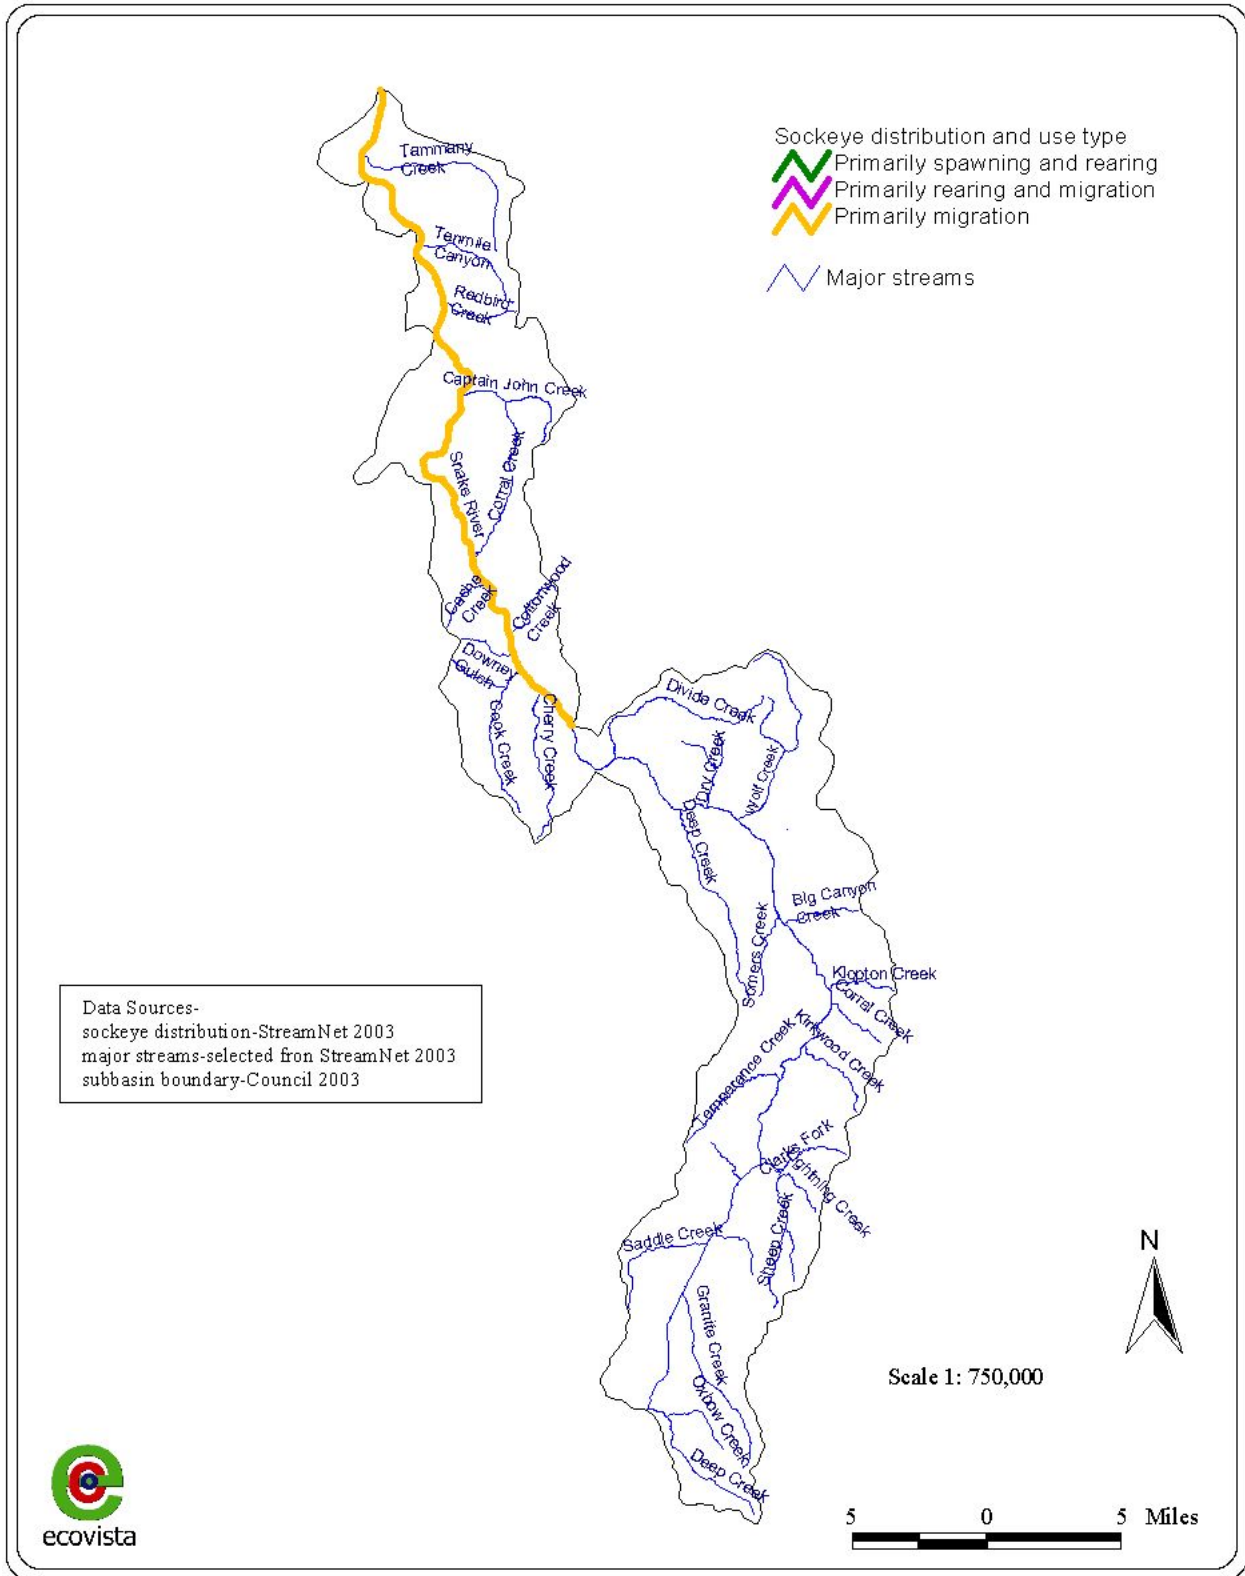 Sockeye distribution and use type
Primarily spawning and rearing
Primarily rearing and migration
Primarily migration
Major streams
Tammany
Creek
Tenmile
Canyon
Redbird
Creek
Captain John Creek
Corral Creek
Snake River
Cache
Creek
Cottonwood
Creek
Downey
Gulch
Cook Creek
Cherry Creek
Divide Creek
Dry Creek
Wolf Creek
Deep Creek
Big Canyon
Creek
Somers Creek
Klopton Creek
Corral Creek
Kirkwood Creek
Temperance Creek
Clarks Fork
Lightning Creek
Sheep Creek
Saddle Creek
Granite Creek
Oxbow Creek
Deep Creek
Data Sources-
sockeye distribution-StreamNet 2003
major streams-selected fron StreamNet 2003
subbasin boundary-Council 2003
N
Scale 1: 750,000
5 0 5 Miles
ecovista